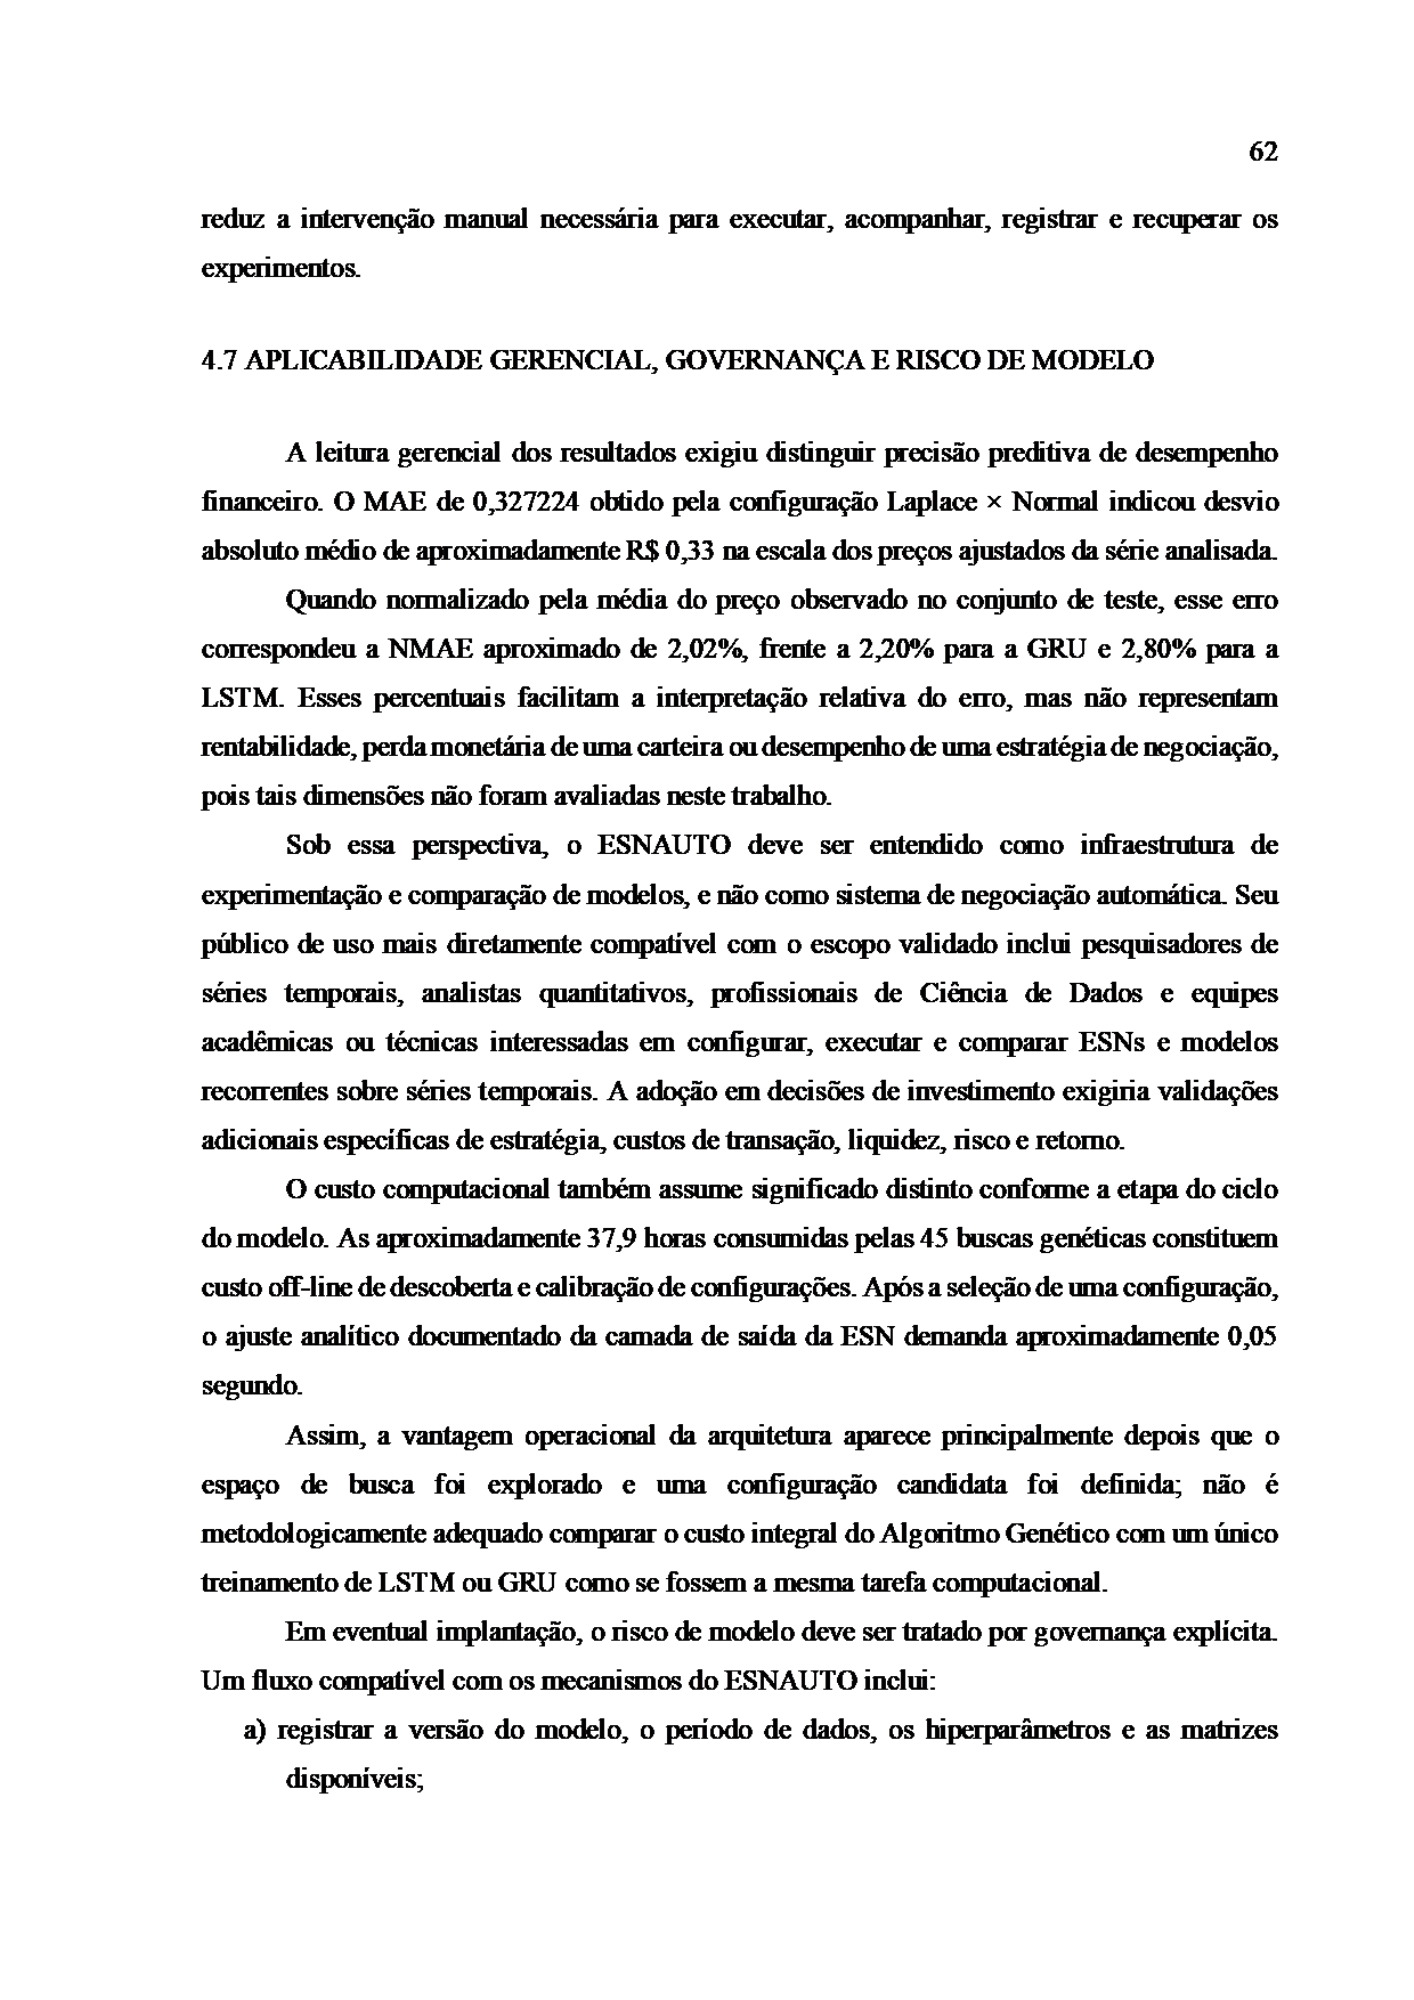 62
reduz a intervenção manual necessária para executar, acompanhar, registrar e recuperar os
experimentos.
4.7 APLICABILIDADE GERENCIAL, GOVERNANÇA E RISCO DE MODELO
A leitura gerencial dos resultados exigiu distinguir precisão preditiva de desempenho
financeiro. O MAE de 0,327224 obtido pela configuração Laplace × Normal indicou desvio
absoluto médio de aproximadamente R$ 0,33 na escala dos preços ajustados da série analisada.
Quando normalizado pela média do preço observado no conjunto de teste, esse erro
correspondeu a NMAE aproximado de 2,02%, frente a 2,20% para a GRU e 2,80% para a
LSTM. Esses percentuais facilitam a interpretação relativa do erro, mas não representam
rentabilidade, perda monetária de uma carteira ou desempenho de uma estratégia de negociação,
pois tais dimensões não foram avaliadas neste trabalho.
Sob essa perspectiva, o ESNAUTO deve ser entendido como infraestrutura de
experimentação e comparação de modelos, e não como sistema de negociação automática. Seu
público de uso mais diretamente compatível com o escopo validado inclui pesquisadores de
séries temporais, analistas quantitativos, profissionais de Ciência de Dados e equipes
acadêmicas ou técnicas interessadas em configurar, executar e comparar ESNs e modelos
recorrentes sobre séries temporais. A adoção em decisões de investimento exigiria validações
adicionais específicas de estratégia, custos de transação, liquidez, risco e retorno.
O custo computacional também assume significado distinto conforme a etapa do ciclo
do modelo. As aproximadamente 37,9 horas consumidas pelas 45 buscas genéticas constituem
custo off-line de descoberta e calibração de configurações. Após a seleção de uma configuração,
o ajuste analítico documentado da camada de saída da ESN demanda aproximadamente 0,05
segundo.
Assim, a vantagem operacional da arquitetura aparece principalmente depois que o
espaço de busca foi explorado e uma configuração candidata foi definida; não é
metodologicamente adequado comparar o custo integral do Algoritmo Genético com um único
treinamento de LSTM ou GRU como se fossem a mesma tarefa computacional.
Em eventual implantação, o risco de modelo deve ser tratado por governança explícita.
Um fluxo compatível com os mecanismos do ESNAUTO inclui:
a) registrar a versão do modelo, o período de dados, os hiperparâmetros e as matrizes
disponíveis;